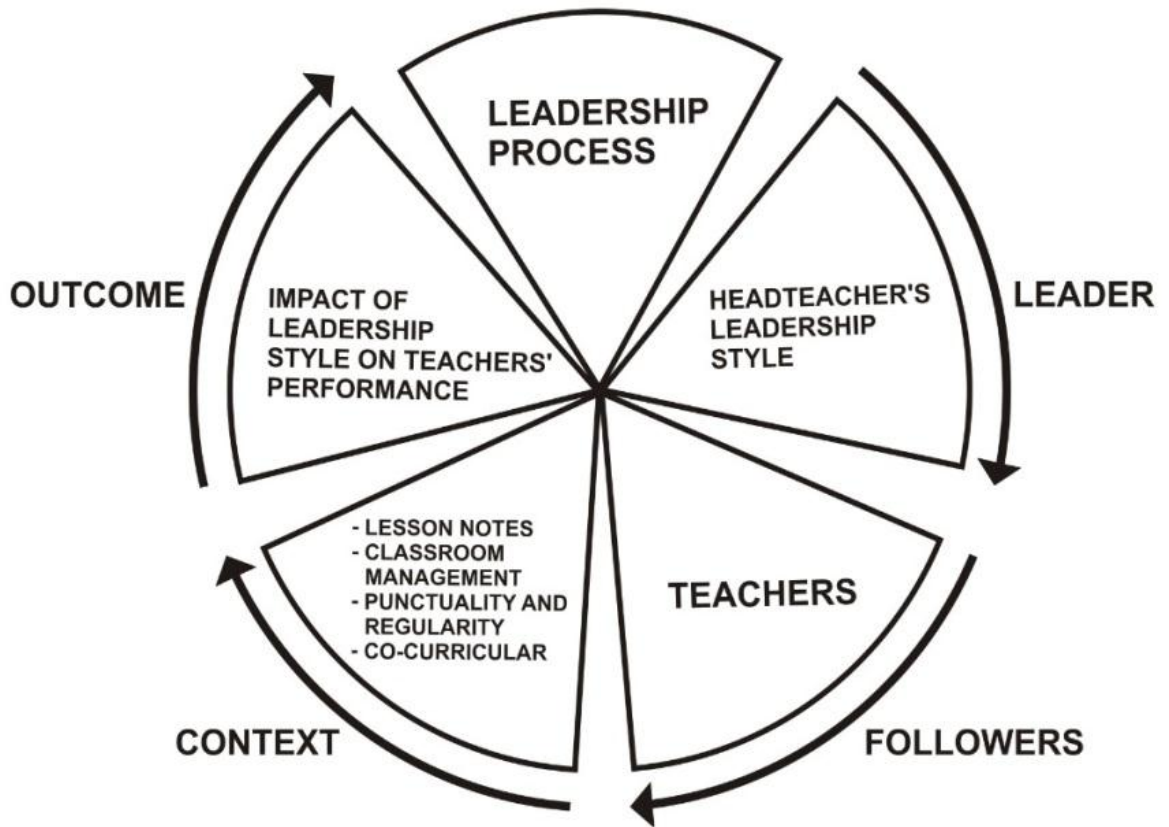 LEADERSHIP
PROCESS
HEADTEACHER'S
LEADERSHIP
STYLE
LEADER
TEACHERS
FOLLOWERS
- LESSON NOTES
- CLASSROOM
MANAGEMENT
- PUNCTUALITY AND
REGULARITY
- CO-CURRICULAR
CONTEXT
IMPACT OF
LEADERSHIP
STYLE ON TEACHERS'
PERFORMANCE
OUTCOME